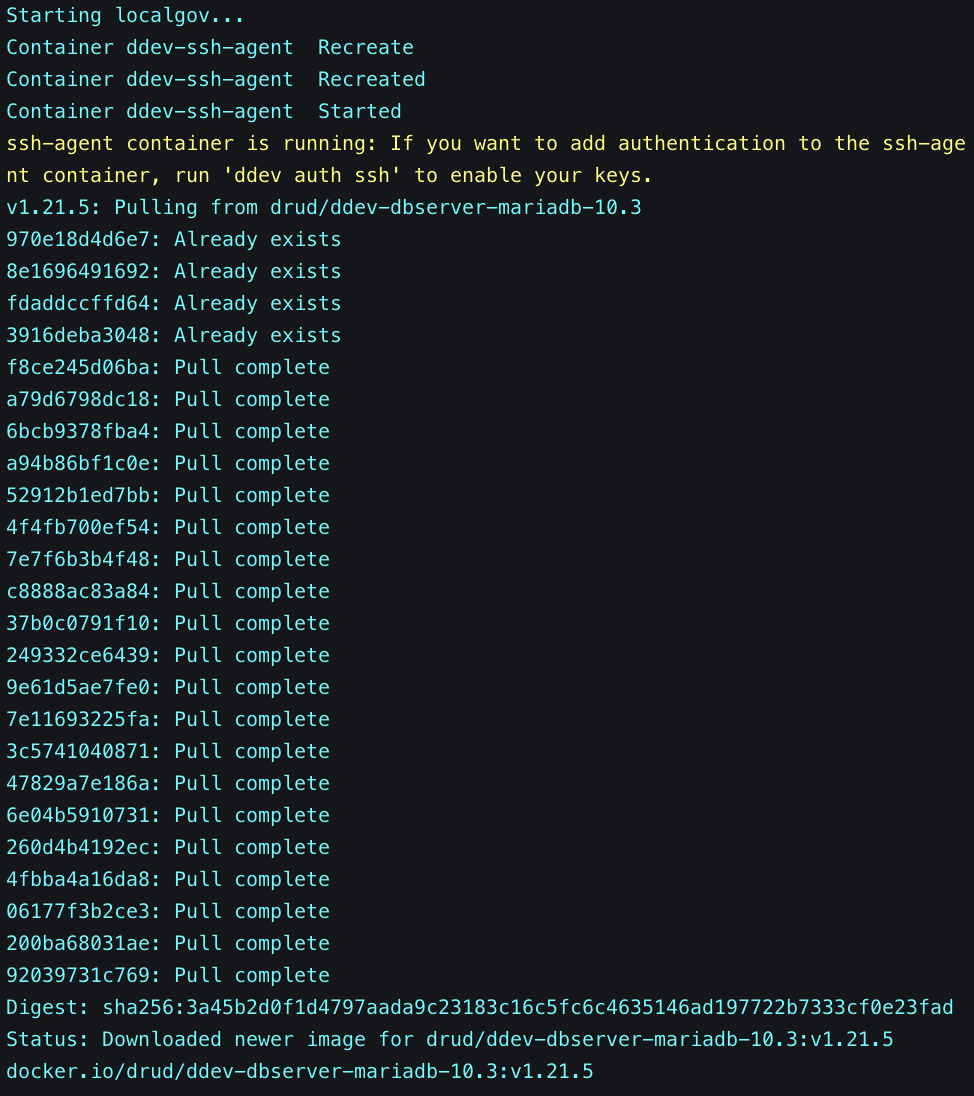 Starting localgov...
Container ddev-ssh-agent  Recreate
Container ddev-ssh-agent  Recreated
Container ddev-ssh-agent  Started
ssh-agent container is running: If you want to add authentication to the ssh-age
nt container, run 'ddev auth ssh' to enable your keys.
v1.21.5: Pulling from drud/ddev-dbserver-mariadb-10.3
970e18d4d6e7: Already exists
8e1696491692: Already exists
fdaddccffd64: Already exists
3916deba3048: Already exists
f8ce245d06ba: Pull complete
a79d6798dc18: Pull complete
6bcb9378fba4: Pull complete
a94b86bf1c0e: Pull complete
52912b1ed7bb: Pull complete
4f4fb700ef54: Pull complete
7e7f6b3b4f48: Pull complete
c8888ac83a84: Pull complete
37b0c0791f10: Pull complete
249332ce6439: Pull complete
9e61d5ae7fe0: Pull complete
7e11693225fa: Pull complete
3c5741040871: Pull complete
47829a7e186a: Pull complete
6e04b5910731: Pull complete
260d4b4192ec: Pull complete
4fbba4a16da8: Pull complete
06177f3b2ce3: Pull complete
200ba68031ae: Pull complete
92039731c769: Pull complete
Digest: sha256:3a45b2d0f1d4797aada9c23183c16c5fc6c4635146ad197722b7333cf0e23fad
Status: Downloaded newer image for drud/ddev-dbserver-mariadb-10.3:v1.21.5
docker.io/drud/ddev-dbserver-mariadb-10.3:v1.21.5